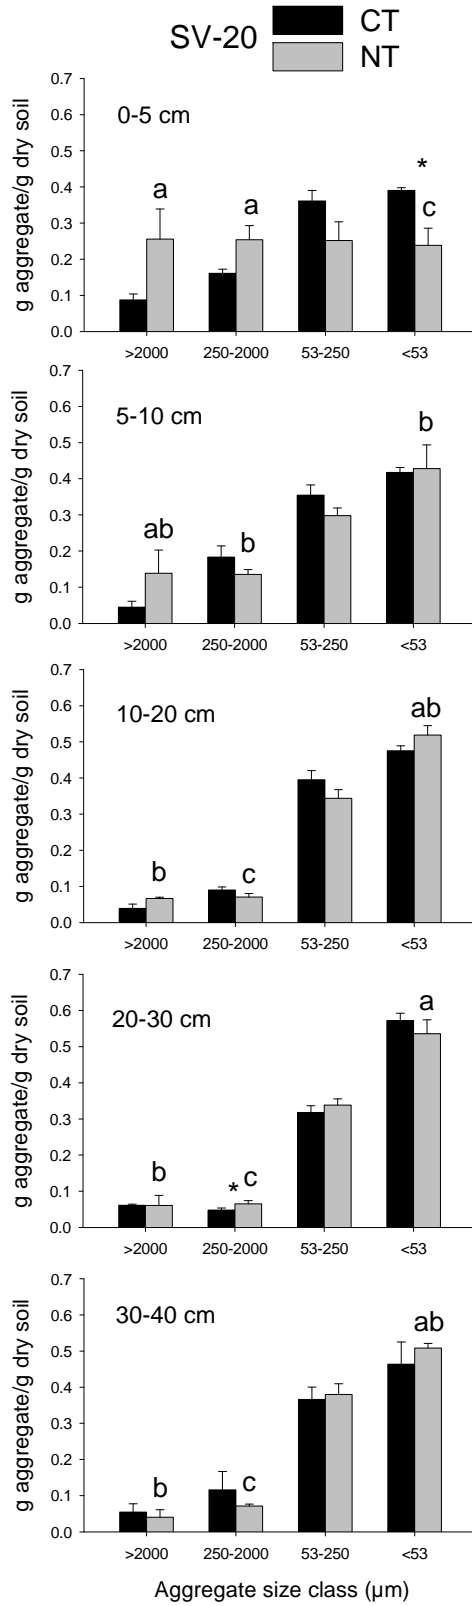 SV-20
CT
NT
0.7
0.6
0.5
0.4
0.3
0.2
0.1
0.0
g aggregate/g dry soil
0-5 cm
a
a
*
c
>2000
250-2000
53-250
<53
0.7
0.6
0.5
0.4
0.3
0.2
0.1
0.0
g aggregate/g dry soil
5-10 cm
ab
b
b
>2000
250-2000
53-250
<53
0.7
0.6
0.5
0.4
0.3
0.2
0.1
0.0
g aggregate/g dry soil
10-20 cm
b
c
ab
>2000
250-2000
53-250
<53
0.7
0.6
0.5
0.4
0.3
0.2
0.1
0.0
g aggregate/g dry soil
20-30 cm
b
* c
a
>2000
250-2000
53-250
<53
0.7
0.6
0.5
0.4
0.3
0.2
0.1
0.0
g aggregate/g dry soil
30-40 cm
b
c
ab
>2000
250-2000
53-250
<53
Aggregate size class (µm)